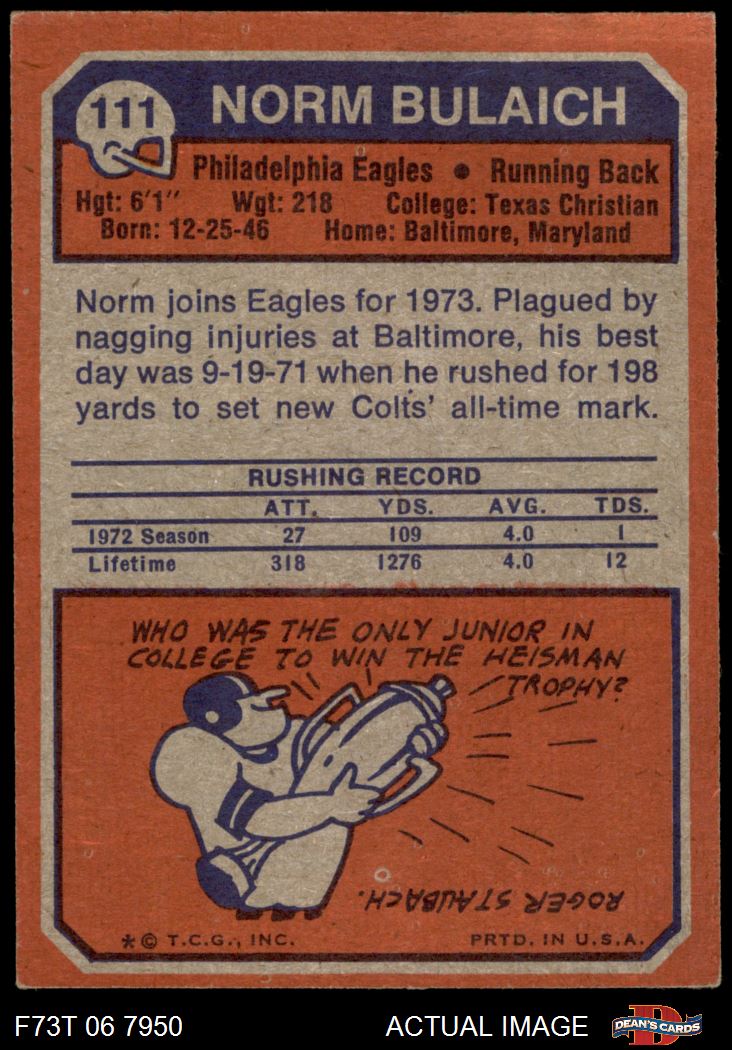 111 NORM BULAICH
Philadelphia Eagles • Running Back
Hgt: 6'1" Wgt: 218 College: Texas Christian
Born: 12-25-46 Home: Baltimore, Maryland
Norm joins Eagles for 1973. Plagued by
nagging injuries at Baltimore, his best
day was 9-19-71 when he rushed for 198
yards to set new Colts' all-time mark.
RUSHING RECORD
ATT. YDS. AVG. TDS.
1972 Season 27 109 4.0 1
Lifetime 318 1276 4.0 12
WHO WAS THE ONLY JUNIOR IN
COLLEGE TO WIN THE HEISMAN
TROPHY?
ROGER STAUBACH.
* © T.C.G., INC. PRTD. IN U.S.A.
F73T 06 7950 ACTUAL IMAGE D DEAN'S CARDS